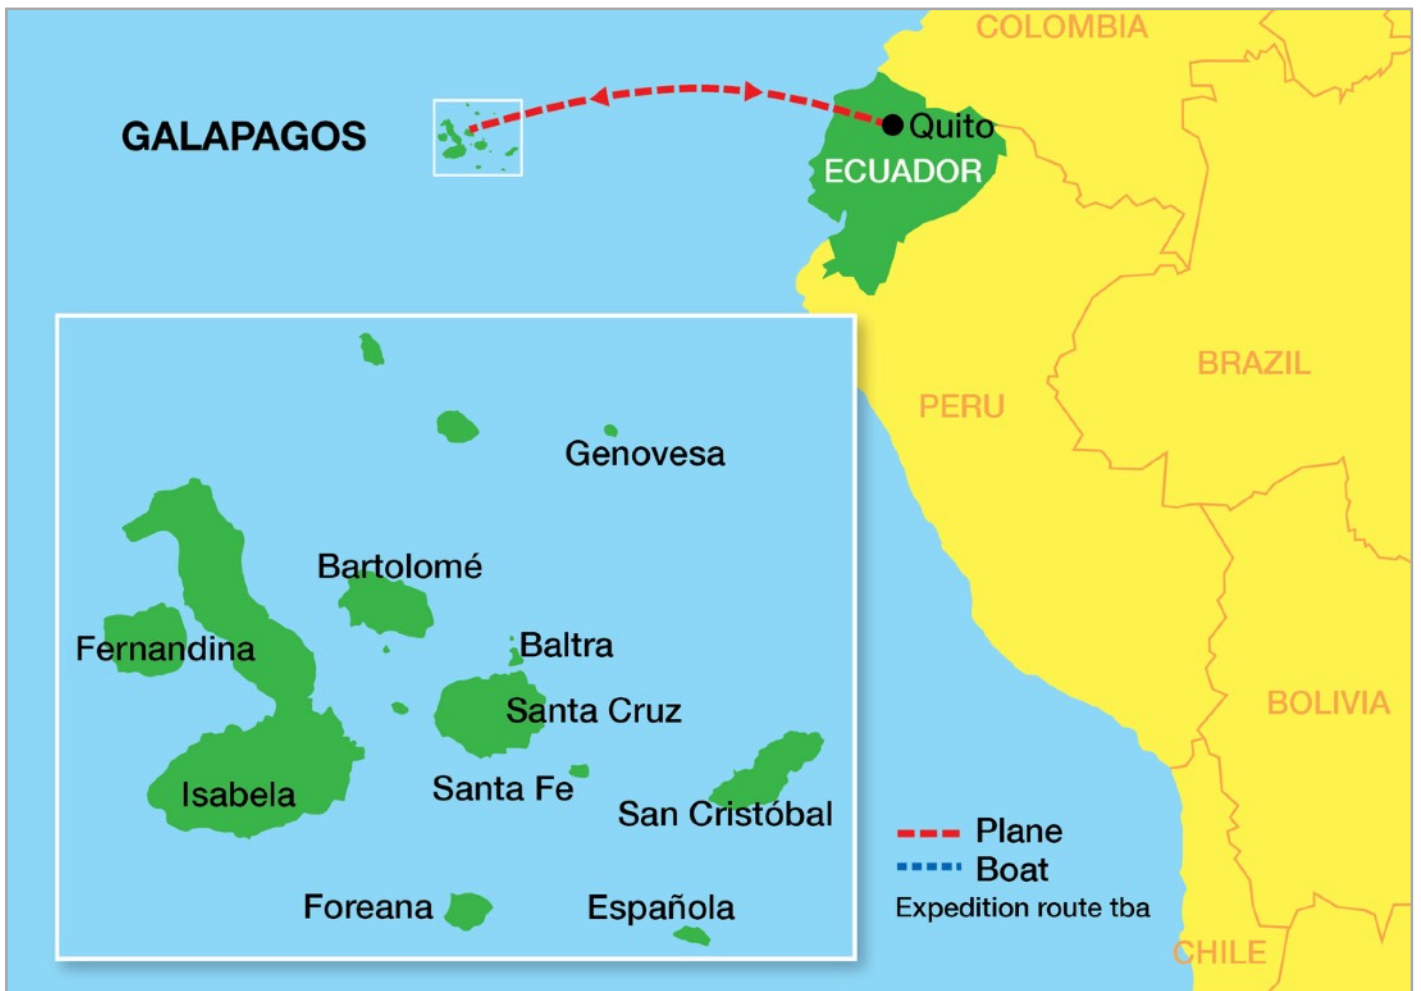 COLOMBIA
GALAPAGOS
Quito
ECUADOR
BRAZIL
PERU
Genovesa
Bartolomé
Fernandina
Baltra
Santa Cruz
BOLIVIA
Isabela
Santa Fe
San Cristóbal
Plane
Boat
Foreana
Española
Expedition route tba
CHILE